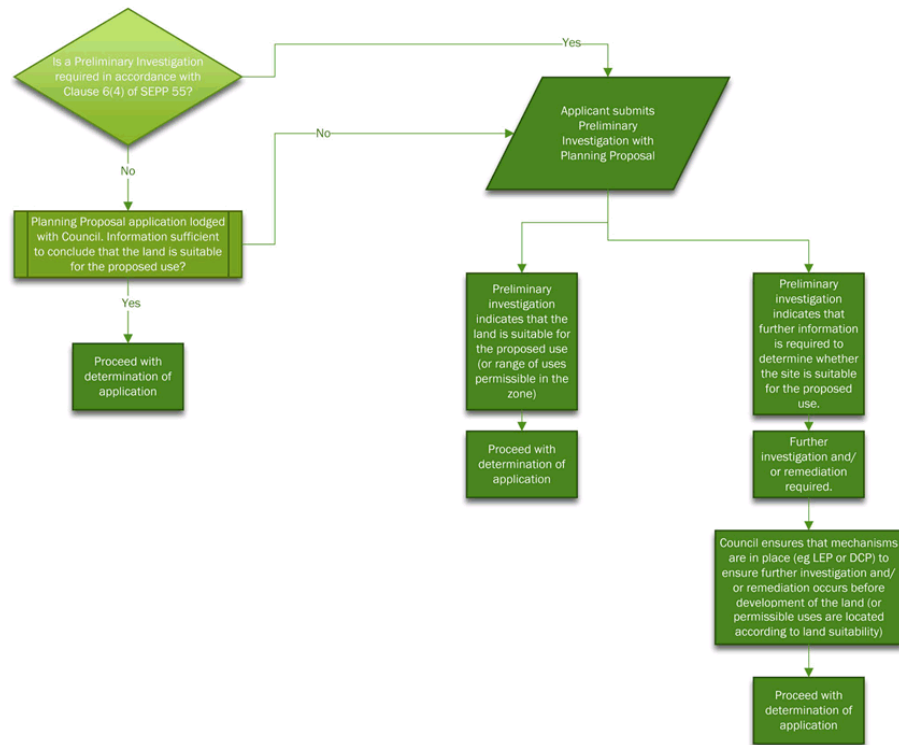 Is a Preliminary Investigation
required in accordance with
Clause 6(4) of SEPP 55?
Yes
Applicant submits
Preliminary
Investigation with
Planning Proposal
No
No
Planning Proposal application lodged
with Council. Information sufficient
to conclude that the land is suitable
for the proposed use?
Yes
Proceed with
determination of
application
Preliminary
investigation
indicates that the
land is suitable for
the proposed use
(or range of uses
permissible in the
zone)
Proceed with
determination of
application
Preliminary
investigation
indicates that
further information
is required to
determine whether
the site is suitable
for the proposed
use.
Further
investigation and/
or remediation
required.
Council ensures that mechanisms
are in place (eg LEP or DCP) to
ensure further investigation and/
or remediation occurs before
development of the land (or
permissible uses are located
according to land suitability)
Proceed with
determination of
application